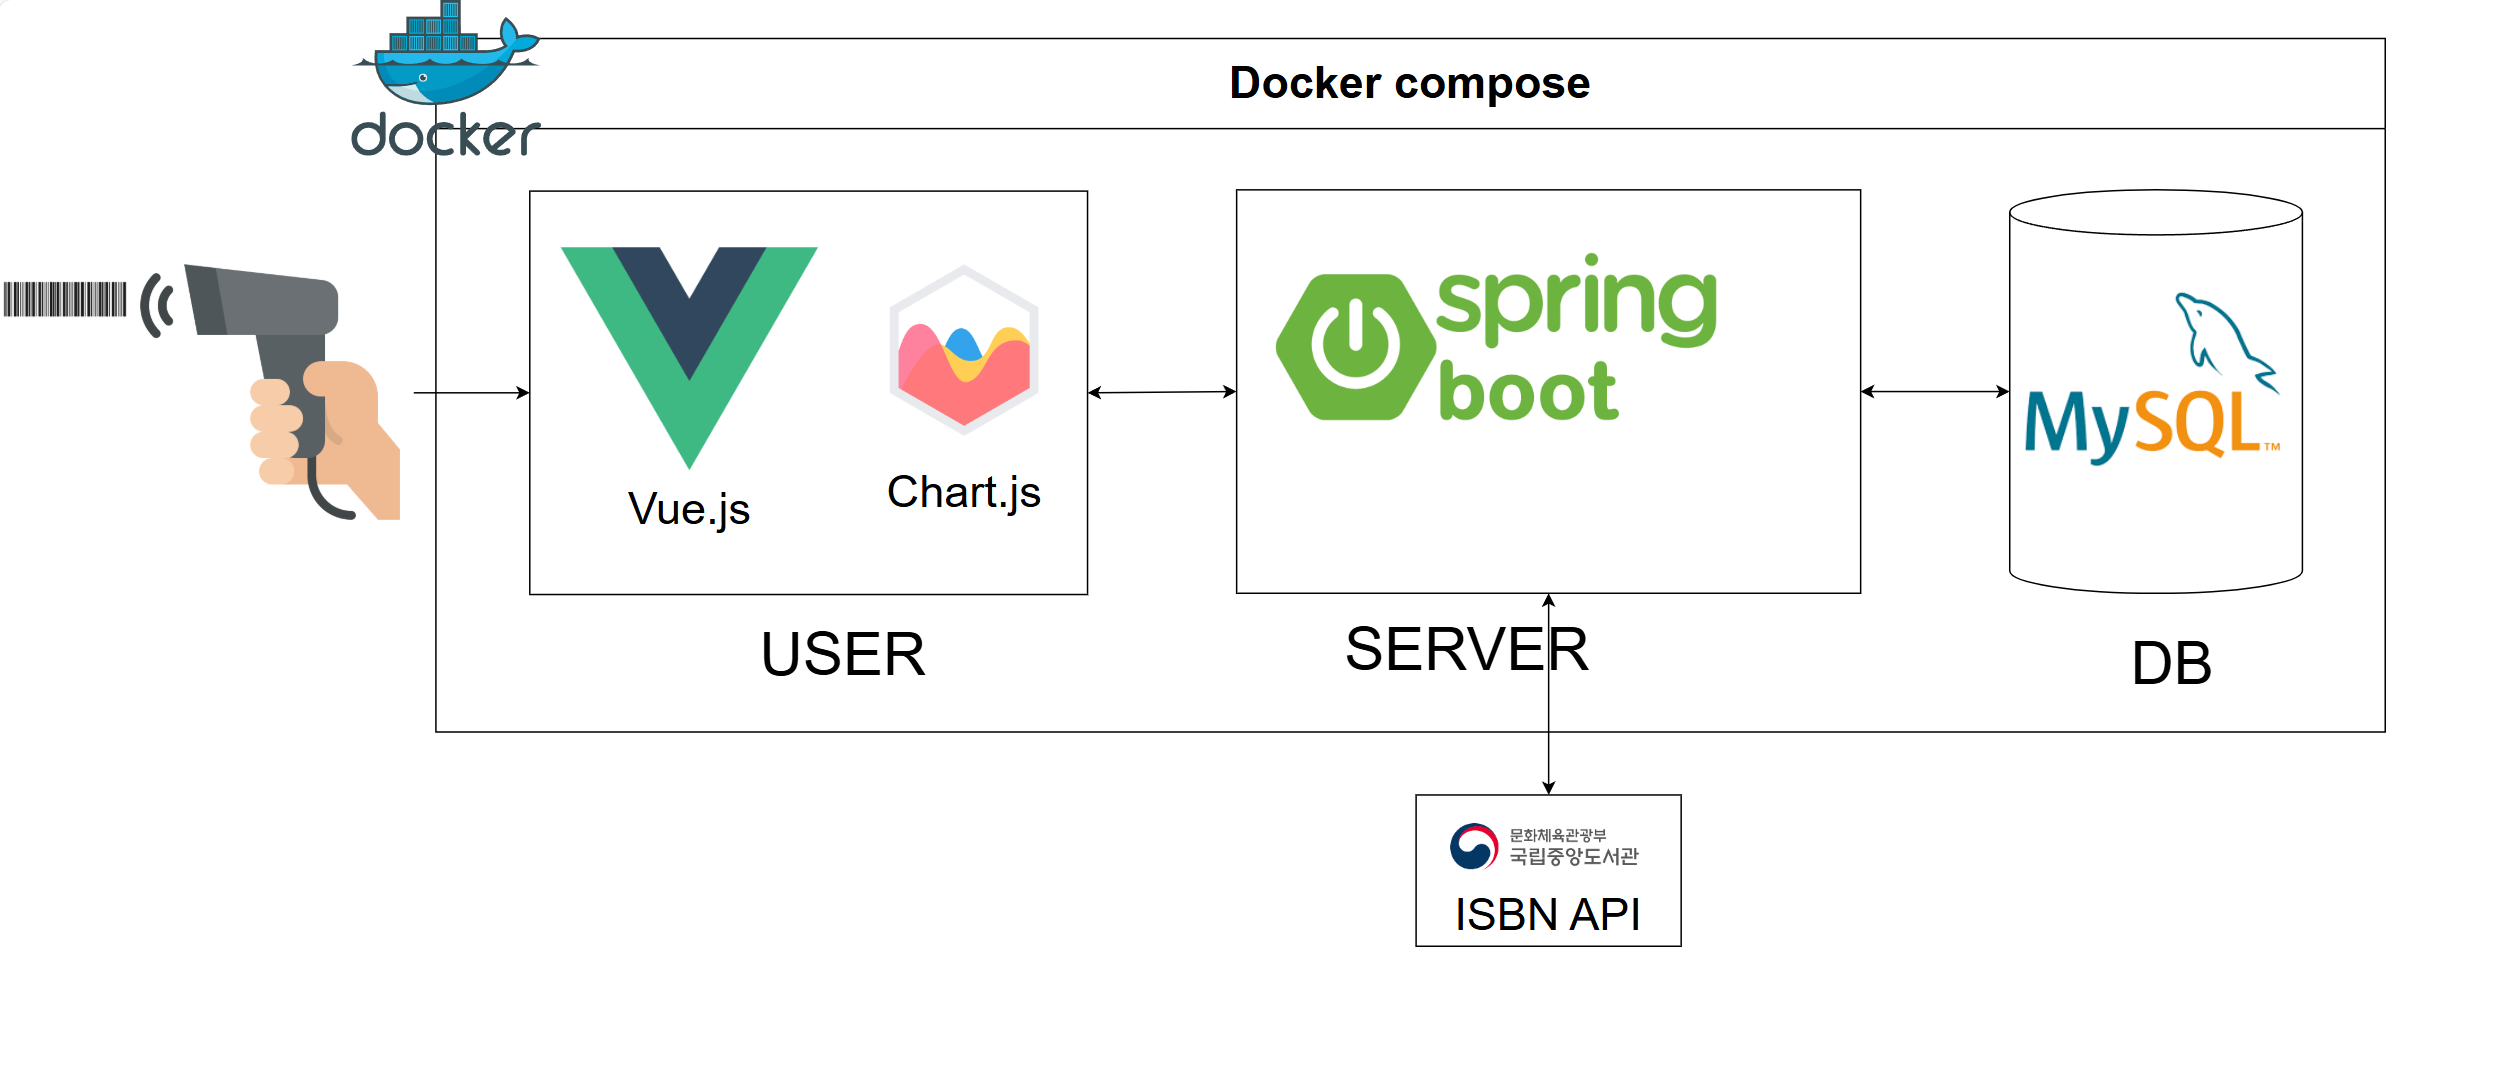 docker
Docker compose
Vue.js
Chart.js
spring
boot
MySQL™
USER
SERVER
DB
문화체육관광부
국립중앙도서관
ISBN API